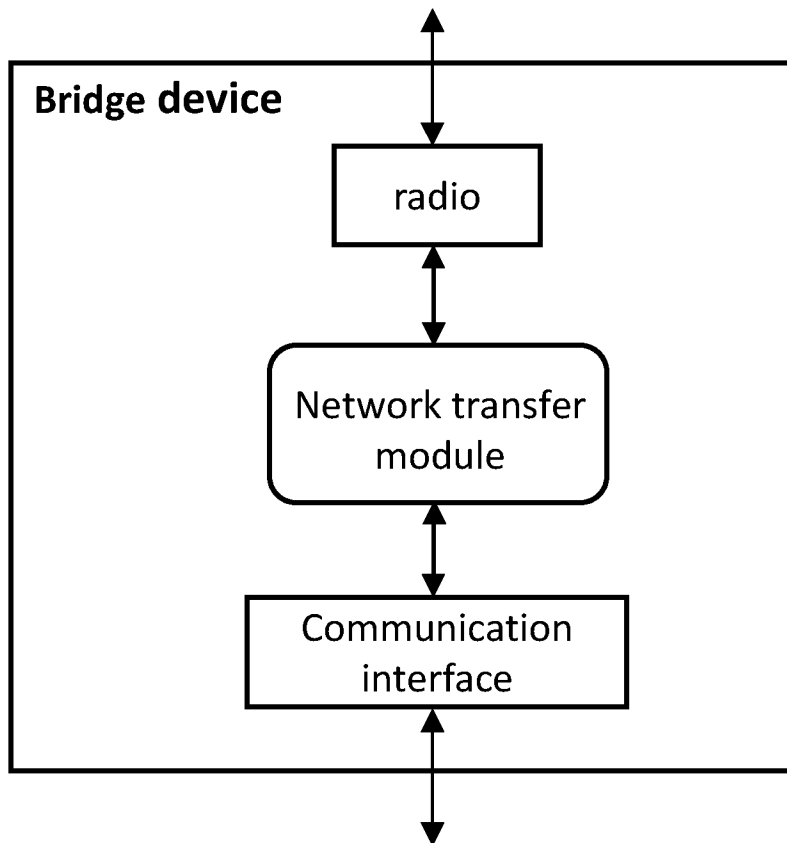 Bridge device
radio
Network transfer
module
Communication
interface